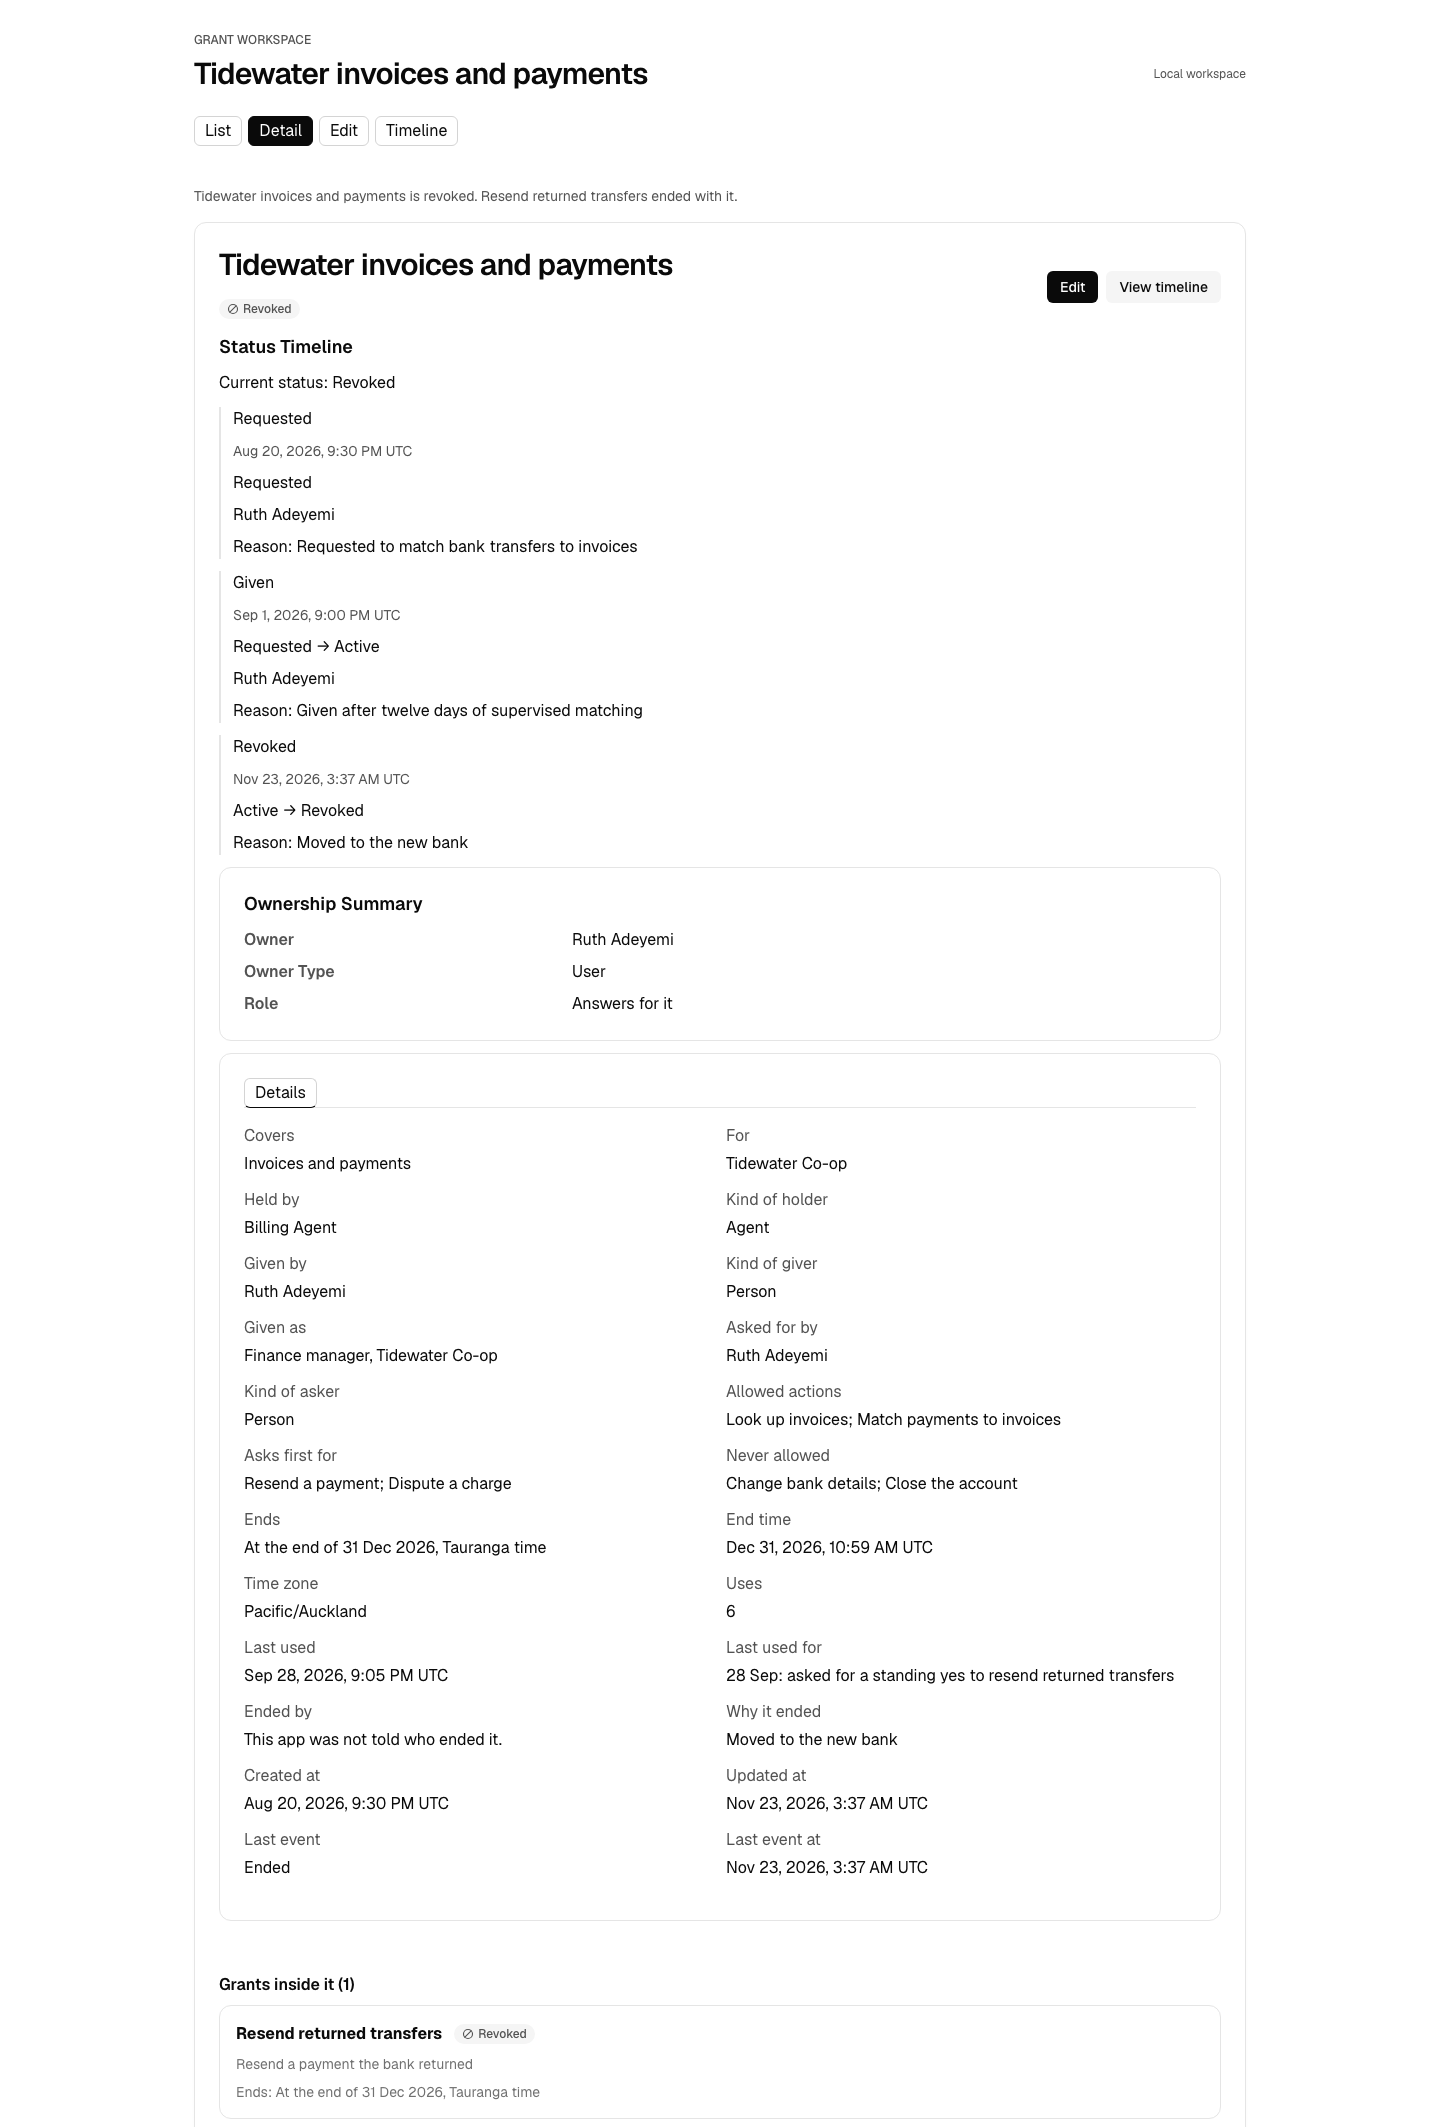 GRANT WORKSPACE
Tidewater invoices and payments
Local workspace
List
Detail
Edit
Timeline
Tidewater invoices and payments is revoked. Resend returned transfers ended with it.
Tidewater invoices and payments
Edit
View timeline
Revoked
Status Timeline
Current status: Revoked
Requested
Aug 20, 2026, 9:30 PM UTC
Requested
Ruth Adeyemi
Reason: Requested to match bank transfers to invoices
Given
Sep 1, 2026, 9:00 PM UTC
Requested → Active
Ruth Adeyemi
Reason: Given after twelve days of supervised matching
Revoked
Nov 23, 2026, 3:37 AM UTC
Active → Revoked
Reason: Moved to the new bank
Ownership Summary
Owner
Ruth Adeyemi
Owner Type
User
Role
Answers for it
Details
Covers
Invoices and payments
For
Tidewater Co-op
Held by
Billing Agent
Kind of holder
Agent
Given by
Ruth Adeyemi
Kind of giver
Person
Given as
Finance manager, Tidewater Co-op
Asked for by
Ruth Adeyemi
Kind of asker
Person
Allowed actions
Look up invoices; Match payments to invoices
Asks first for
Resend a payment; Dispute a charge
Never allowed
Change bank details; Close the account
Ends
At the end of 31 Dec 2026, Tauranga time
End time
Dec 31, 2026, 10:59 AM UTC
Time zone
Pacific/Auckland
Uses
6
Last used
Sep 28, 2026, 9:05 PM UTC
Last used for
28 Sep: asked for a standing yes to resend returned transfers
Ended by
This app was not told who ended it.
Why it ended
Moved to the new bank
Created at
Aug 20, 2026, 9:30 PM UTC
Updated at
Nov 23, 2026, 3:37 AM UTC
Last event
Ended
Last event at
Nov 23, 2026, 3:37 AM UTC
Grants inside it (1)
Resend returned transfers
Revoked
Resend a payment the bank returned
Ends: At the end of 31 Dec 2026, Tauranga time